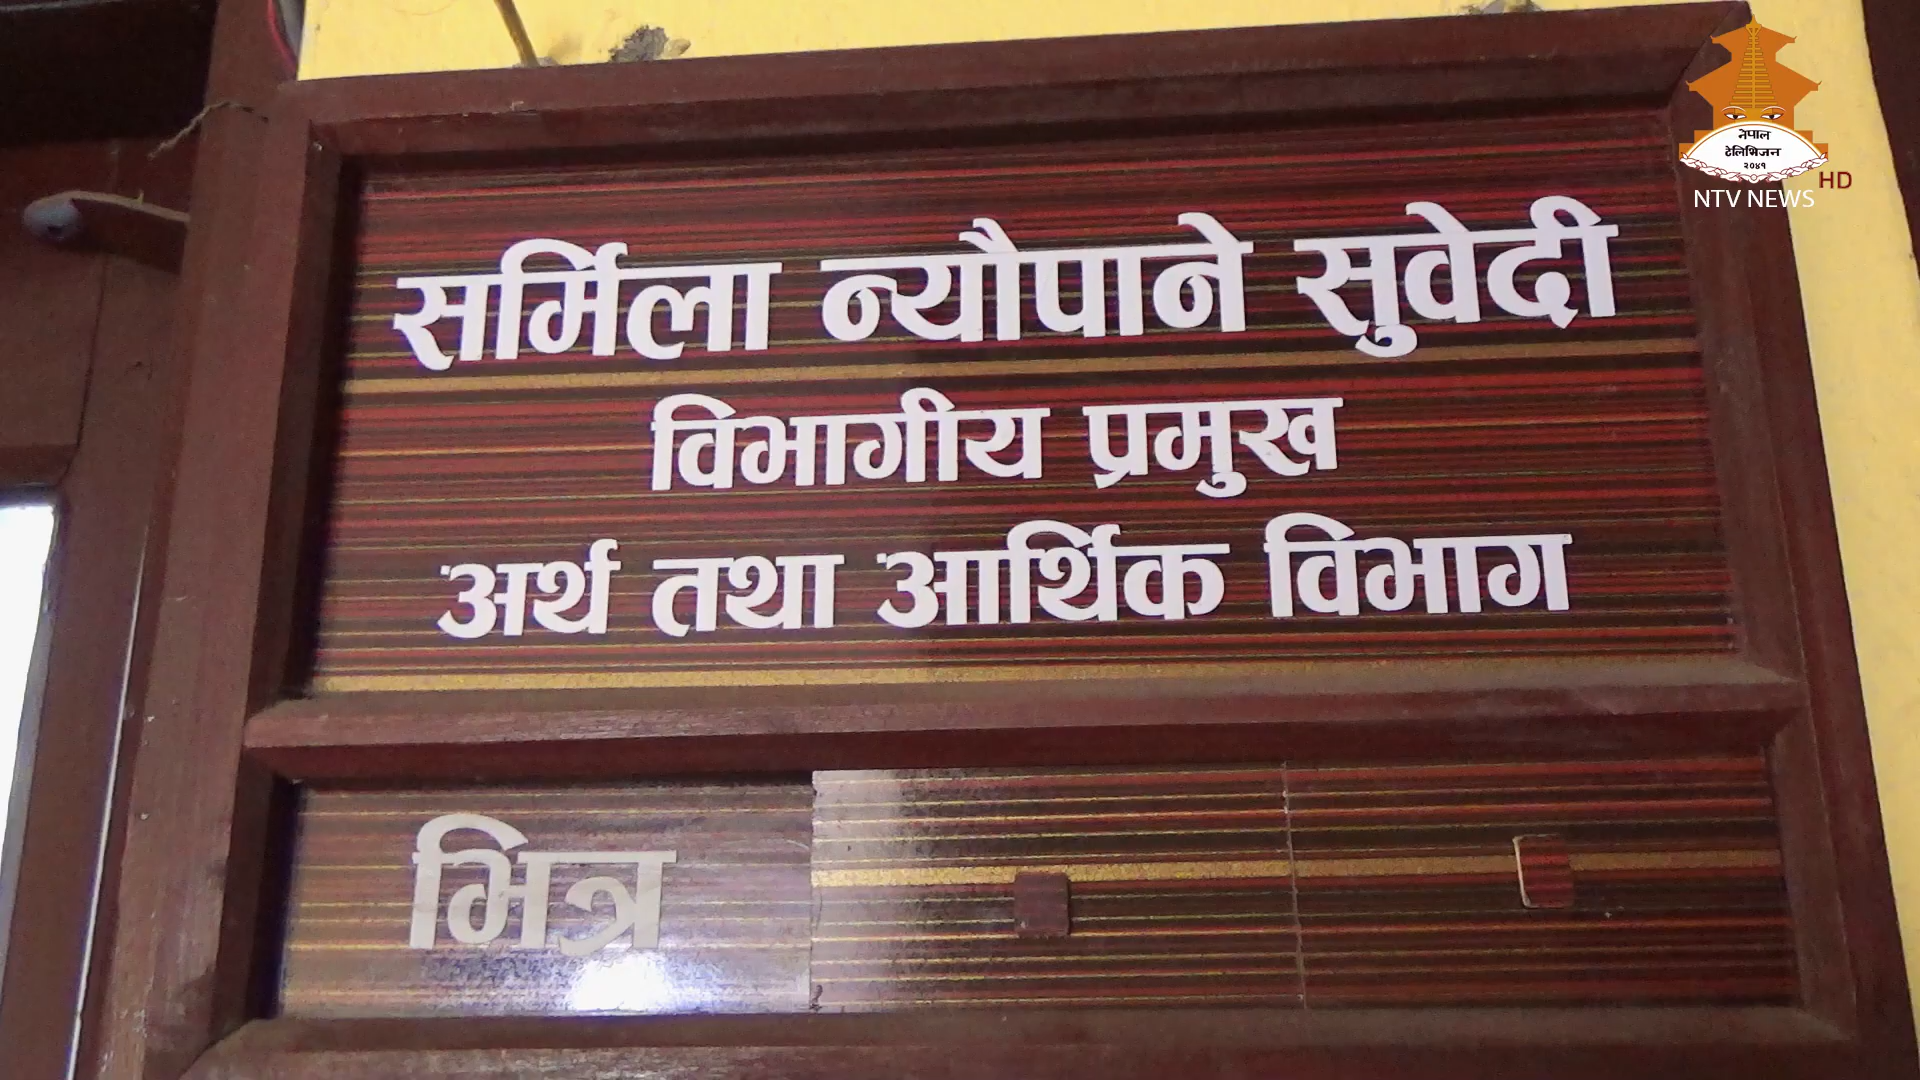 नेपाल
टेलिभिजन
२०४१
HD
NTV NEWS
सर्मिला न्यौपाने सुवेदी
विभागीय प्रमुख
अर्थ तथा आर्थिक विभाग
भित्र